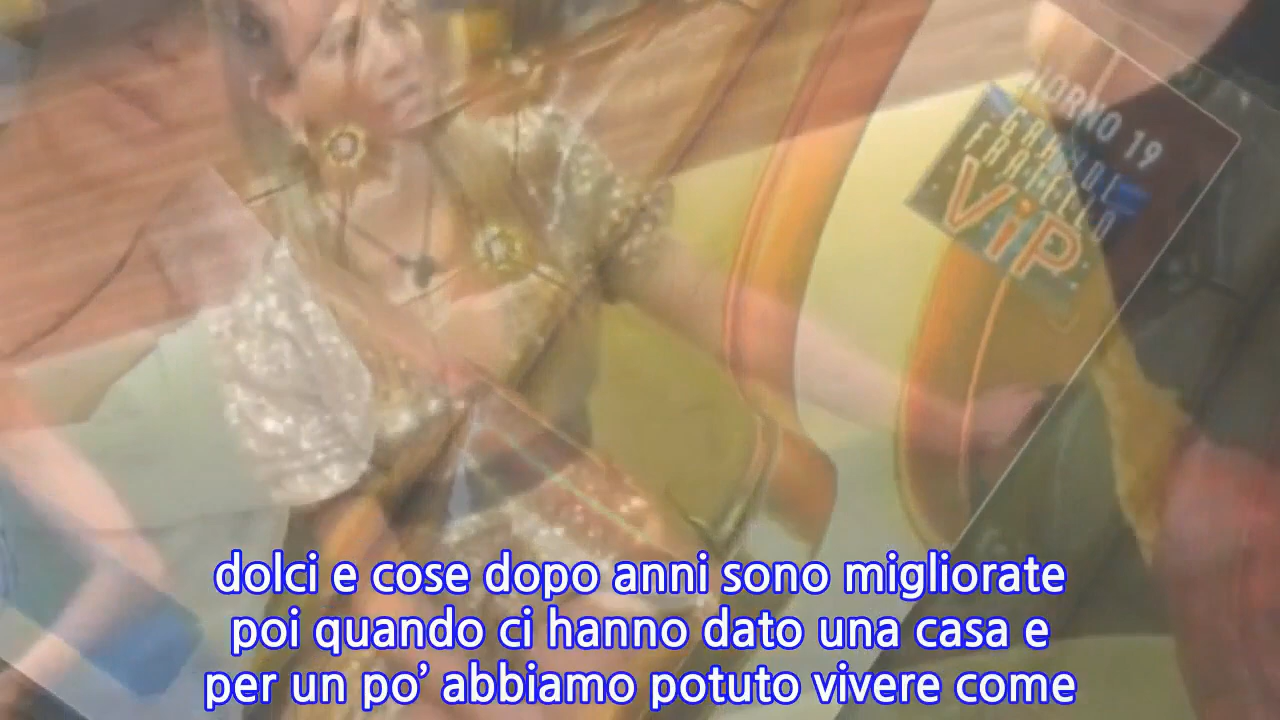 GIORNO 19
GRANDE
FRATELLO
ViP
dolci e cose dopo anni sono migliorate
poi quando ci hanno dato una casa e
per un po’ abbiamo potuto vivere come